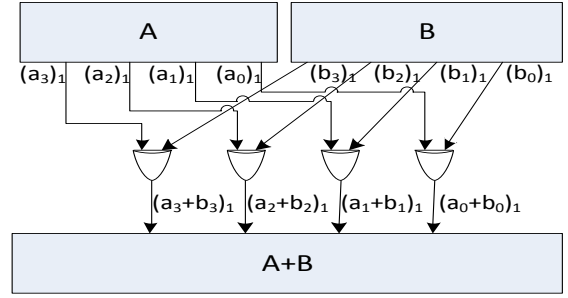 A B
(a₃)₁ (a₂)₁ (a₁)₁ (a₀)₁ (b₃)₁ (b₂)₁ (b₁)₁ (b₀)₁
(a₃+b₃)₁ (a₂+b₂)₁ (a₁+b₁)₁ (a₀+b₀)₁
A+B